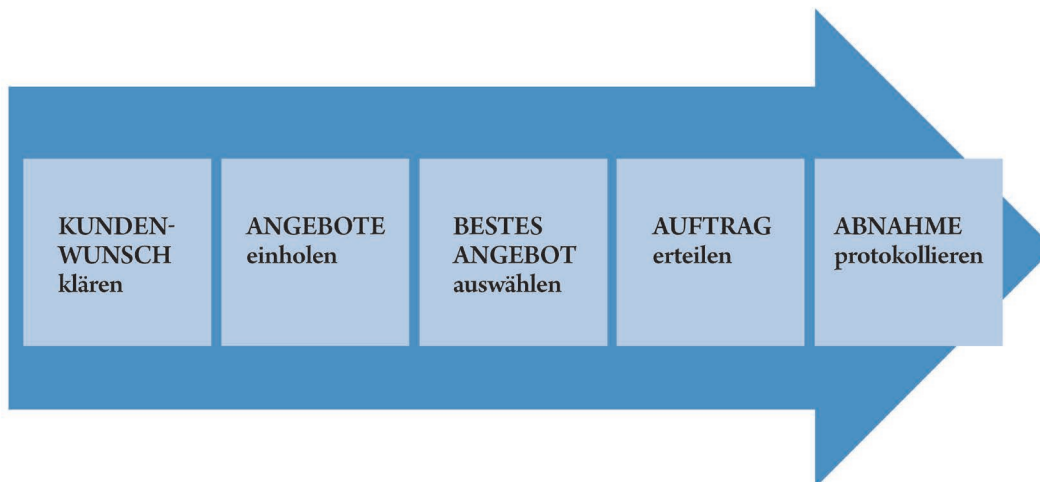 KUNDEN-
WUNSCH
klären
ANGEBOTE
einholen
BESTES
ANGEBOT
auswählen
AUFTRAG
erteilen
ABNAHME
protokollieren